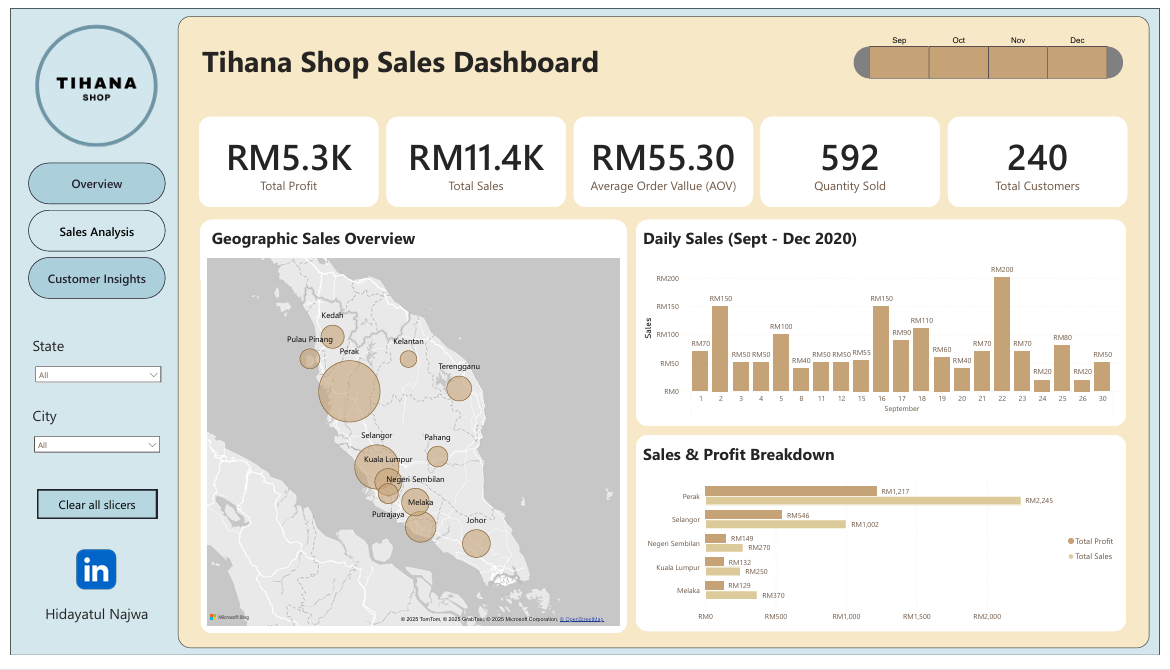 TIHANA
SHOP
Overview
Sales Analysis
Customer Insights
State
All
City
All
Clear all slicers
in
Hidayatul Najwa
Tihana Shop Sales Dashboard
Sep Oct Nov Dec
RM5.3K
Total Profit
RM11.4K
Total Sales
RM55.30
Average Order Vallue (AOV)
592
Quantity Sold
240
Total Customers
Geographic Sales Overview
Kedah
Pulau Pinang
Perak
Kelantan
Terengganu
Selangor
Pahang
Kuala Lumpur
Negeri Sembilan
Melaka
Putrajaya
Johor
Microsoft Bing
© 2025 TomTom, © 2025 GrabTaxi, © 2025 Microsoft Corporation, © OpenStreetMap
Daily Sales (Sept - Dec 2020)
Sales
RM200
RM150
RM100
RM50
RM0
RM70 RM150 RM50 RM50 RM100 RM40 RM50 RM50 RM55 RM150 RM90 RM110 RM60 RM40 RM70 RM200 RM70 RM20 RM80 RM20 RM50
1 2 3 4 5 8 11 12 15 16 17 18 19 20 21 22 23 24 25 26 30
September
Sales & Profit Breakdown
Perak RM1,217
RM2,245
Selangor RM546
RM1,002
Negeri Sembilan RM149
RM270
Kuala Lumpur RM132
RM250
Melaka RM129
RM370
RM0 RM500 RM1,000 RM1,500 RM2,000
Total Profit
Total Sales